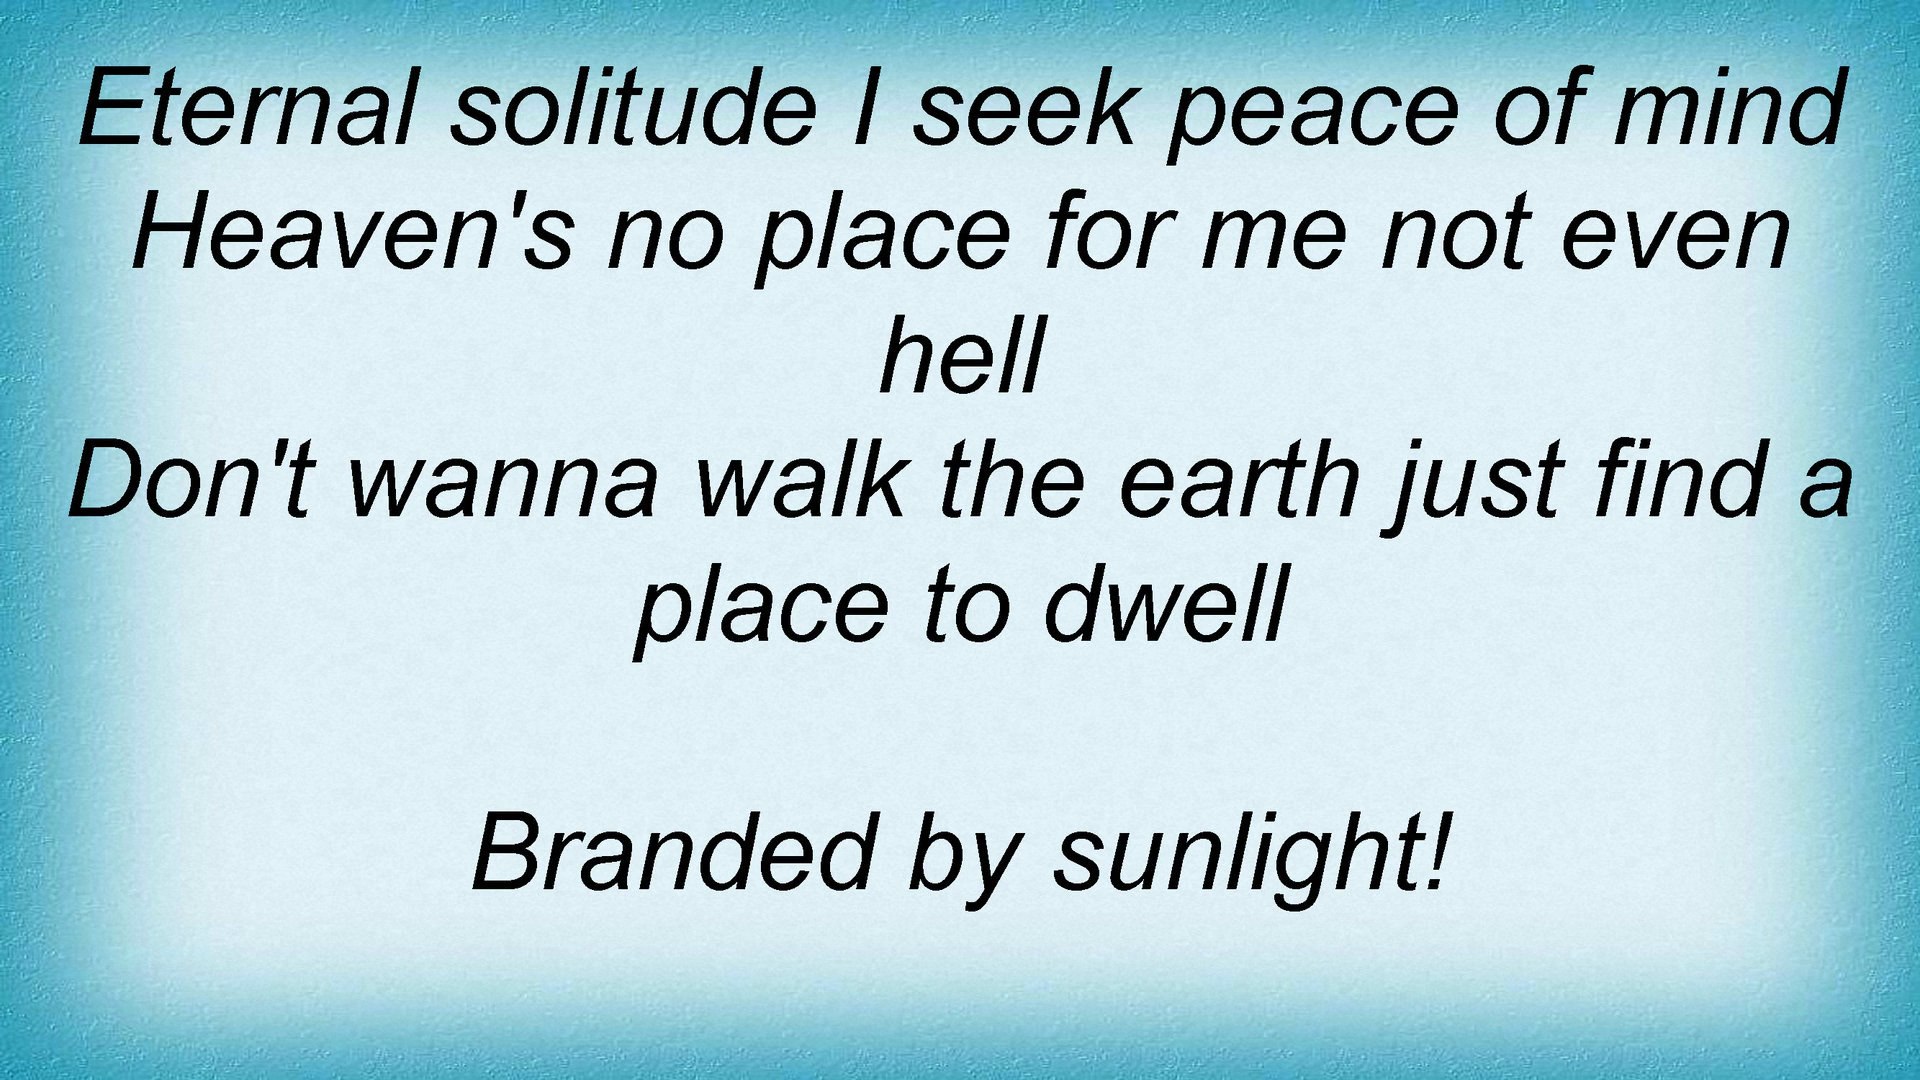 Eternal solitude I seek peace of mind
Heaven's no place for me not even
hell
Don't wanna walk the earth just find a
place to dwell
Branded by sunlight!